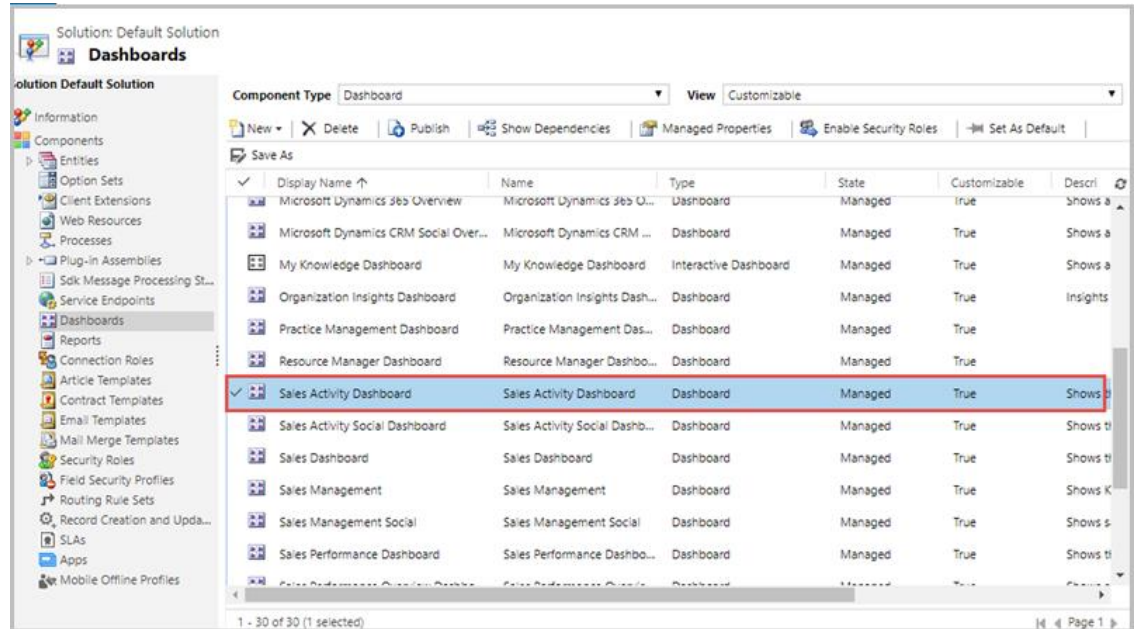 Solution: Default Solution
Dashboards
olution Default Solution
Information
Components
Entities
Option Sets
Client Extensions
Web Resources
Processes
Plug-in Assemblies
Sdk Message Processing St...
Service Endpoints
Dashboards
Reports
Connection Roles
Article Templates
Contract Templates
Email Templates
Mail Merge Templates
Security Roles
Field Security Profiles
Routing Rule Sets
Record Creation and Upda...
SLAs
Apps
Mobile Offline Profiles
Component Type Dashboard View Customizable
New Delete Publish Show Dependencies Managed Properties Enable Security Roles Set As Default
Save As
Display Name ↑ Name Type State Customizable Descri
Microsoft Dynamics 365 Overview Microsoft Dynamics 365 O... Dashboard Managed True Shows a
Microsoft Dynamics CRM Social Over... Microsoft Dynamics CRM ... Dashboard Managed True Shows a
My Knowledge Dashboard My Knowledge Dashboard Interactive Dashboard Managed True Shows a
Organization Insights Dashboard Organization Insights Dash... Dashboard Managed True Insights
Practice Management Dashboard Practice Management Das... Dashboard Managed True
Resource Manager Dashboard Resource Manager Dashbo... Dashboard Managed True
Sales Activity Dashboard Sales Activity Dashboard Dashboard Managed True Shows
Sales Activity Social Dashboard Sales Activity Social Dashb... Dashboard Managed True Shows tl
Sales Dashboard Sales Dashboard Dashboard Managed True Shows tl
Sales Management Sales Management Dashboard Managed True Shows K
Sales Management Social Sales Management Social Dashboard Managed True Shows s
Sales Performance Dashboard Sales Performance Dashbo... Dashboard Managed True Shows tl
1 - 30 of 30 (1 selected) Page 1